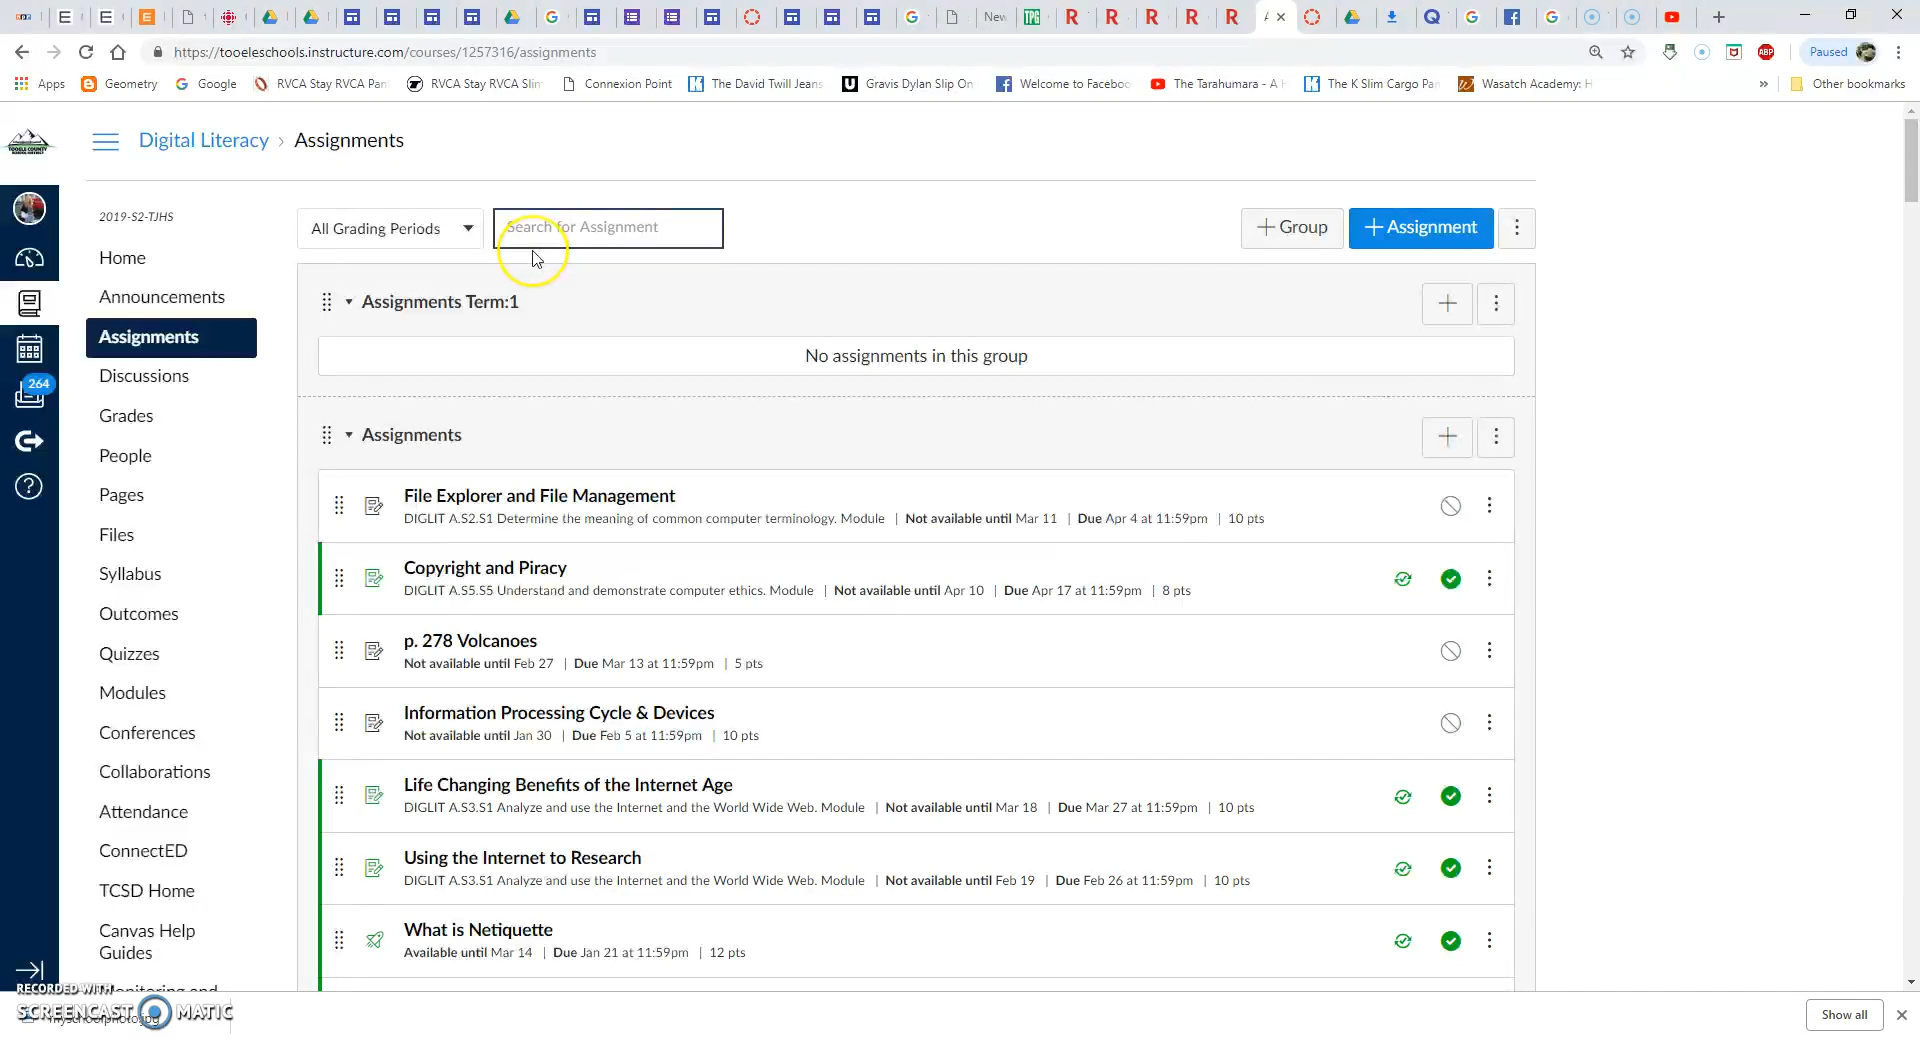 New
https://tooeleschools.instructure.com/courses/1257316/assignments
Paused
Apps
Geometry
Google
RVCA Stay RVCA Pan
RVCA Stay RVCA Slim
Connexion Point
The David Twill Jeans
Gravis Dylan Slip On
Welcome to Facebo
The Tarahumara - A H
The K Slim Cargo Pan
Wasatch Academy: H
»
Other bookmarks
TOOELE COUNTY
SCHOOL DISTRICT
Digital Literacy › Assignments
2019-S2-TJHS
Home
Announcements
Assignments
Discussions
Grades
People
Pages
Files
Syllabus
Outcomes
Quizzes
Modules
Conferences
Collaborations
Attendance
ConnectED
TCSD Home
Canvas Help
Guides
264
All Grading Periods
Search for Assignment
+ Group
+ Assignment
Assignments Term:1
No assignments in this group
Assignments
File Explorer and File Management
DIGLIT A.S2.S1 Determine the meaning of common computer terminology. Module | Not available until Mar 11 | Due Apr 4 at 11:59pm | 10 pts
Copyright and Piracy
DIGLIT A.S5.S5 Understand and demonstrate computer ethics. Module | Not available until Apr 10 | Due Apr 17 at 11:59pm | 8 pts
p. 278 Volcanoes
Not available until Feb 27 | Due Mar 13 at 11:59pm | 5 pts
Information Processing Cycle & Devices
Not available until Jan 30 | Due Feb 5 at 11:59pm | 10 pts
Life Changing Benefits of the Internet Age
DIGLIT A.S3.S1 Analyze and use the Internet and the World Wide Web. Module | Not available until Mar 18 | Due Mar 27 at 11:59pm | 10 pts
Using the Internet to Research
DIGLIT A.S3.S1 Analyze and use the Internet and the World Wide Web. Module | Not available until Feb 19 | Due Feb 26 at 11:59pm | 10 pts
What is Netiquette
Available until Mar 14 | Due Jan 21 at 11:59pm | 12 pts
RECORDED WITH
SCREENCAST MATIC
myschoolphoto.jpg
Show all